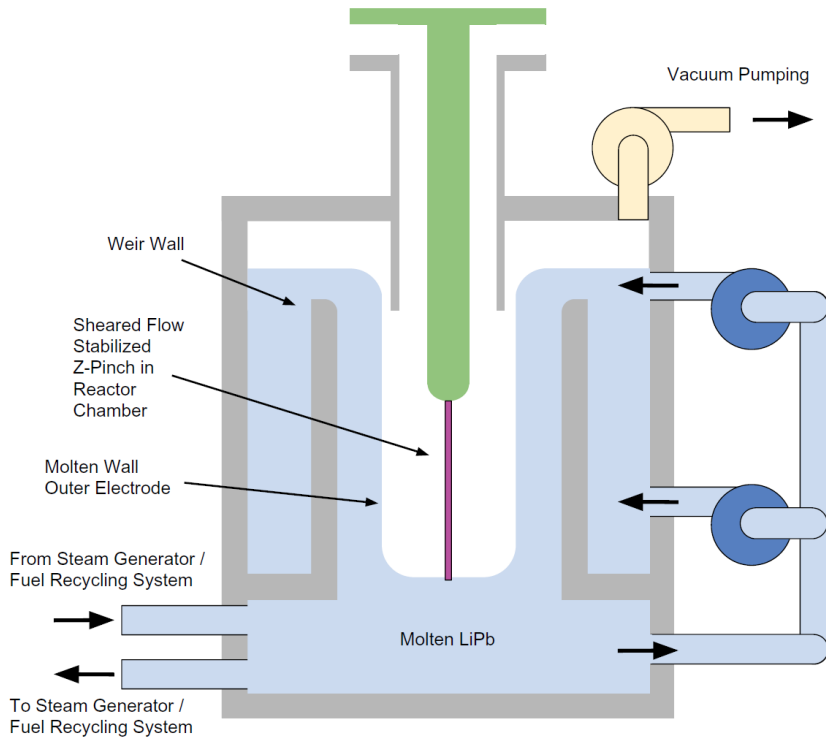 Vacuum Pumping
Weir Wall
Sheared Flow
Stabilized
Z-Pinch in
Reactor
Chamber
Molten Wall
Outer Electrode
From Steam Generator /
Fuel Recycling System
Molten LiPb
To Steam Generator /
Fuel Recycling System